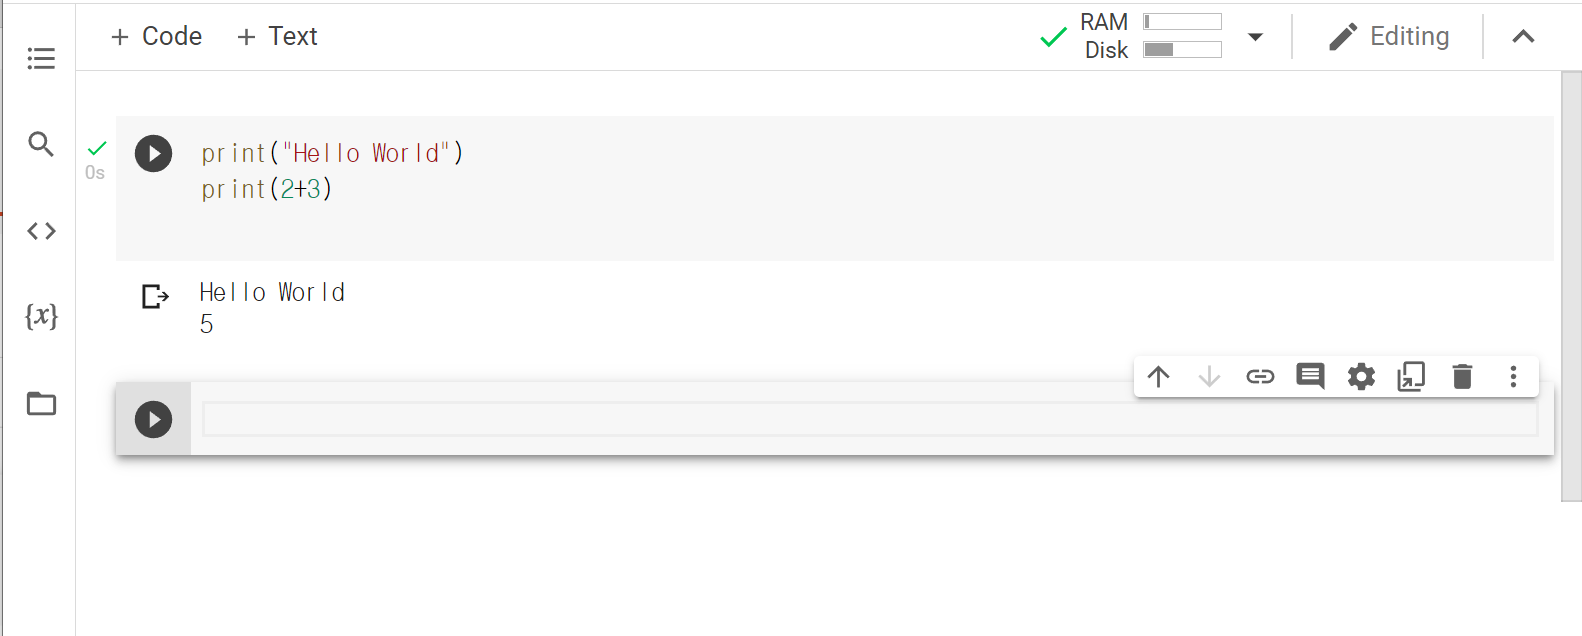 + Code + Text
RAM
Disk
Editing
print("Hello World")
0s
print(2+3)
{x}
Hello World
5